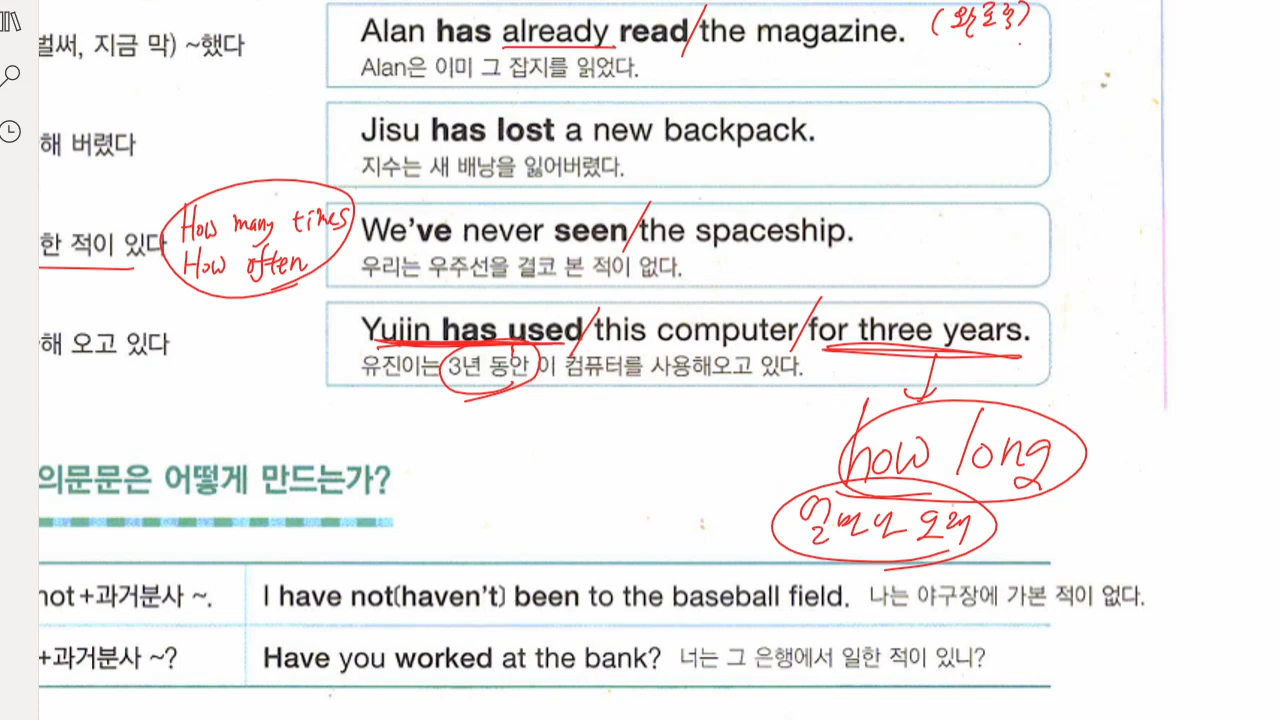 벌써, 지금 막) ~했다
Alan has already read the magazine. (완료용?
Alan은 이미 그 잡지를 읽었다.
해 버렸다
Jisu has lost a new backpack.
지수는 새 배낭을 잃어버렸다.
한 적이 있다
How many times
How often
We've never seen the spaceship.
우리는 우주선을 결코 본 적이 없다.
해 오고 있다
Yujin has used this computer for three years.
유진이는 3년 동안 이 컴퓨터를 사용해오고 있다.
how long
얼마나 오래
의문문은 어떻게 만드는가?
not +과거분사 ~.
I have not(haven't) been to the baseball field. 나는 야구장에 가본 적이 없다.
+과거분사 ~?
Have you worked at the bank? 너는 그 은행에서 일한 적이 있니?